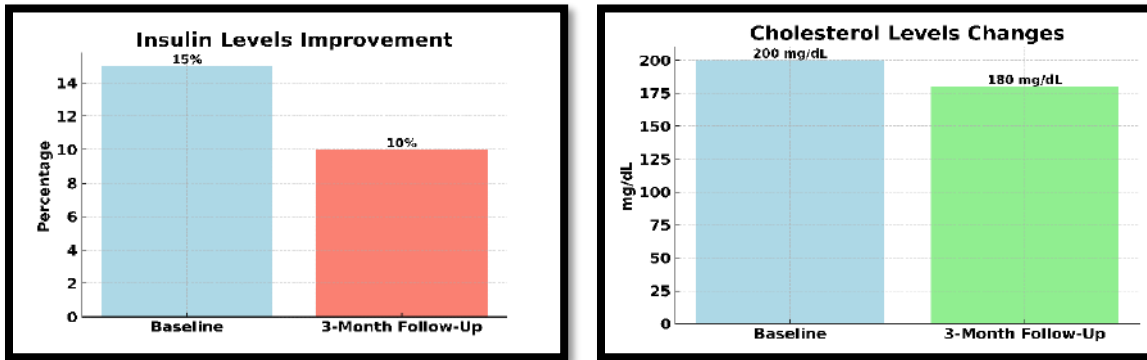 Insulin Levels Improvement
15%
14
12
10
8
6
4
2
0
Percentage
10%
Baseline
3-Month Follow-Up
Cholesterol Levels Changes
200 mg/dL
200
175
150
125
100
75
50
25
0
mg/dL
180 mg/dL
Baseline
3-Month Follow-Up